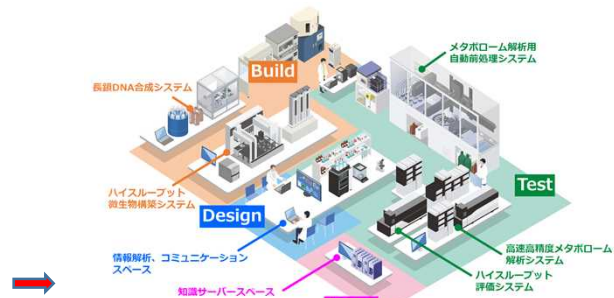 メタボローム解析用
自動前処理システム
Build
長鎖DNA合成システム
ハイスループット
微生物構築システム
Test
Design
情報解析、コミュニケーション
スペース
高速高精度メタボローム
解析システム
ハイスループット
評価システム
知識サーバースペース